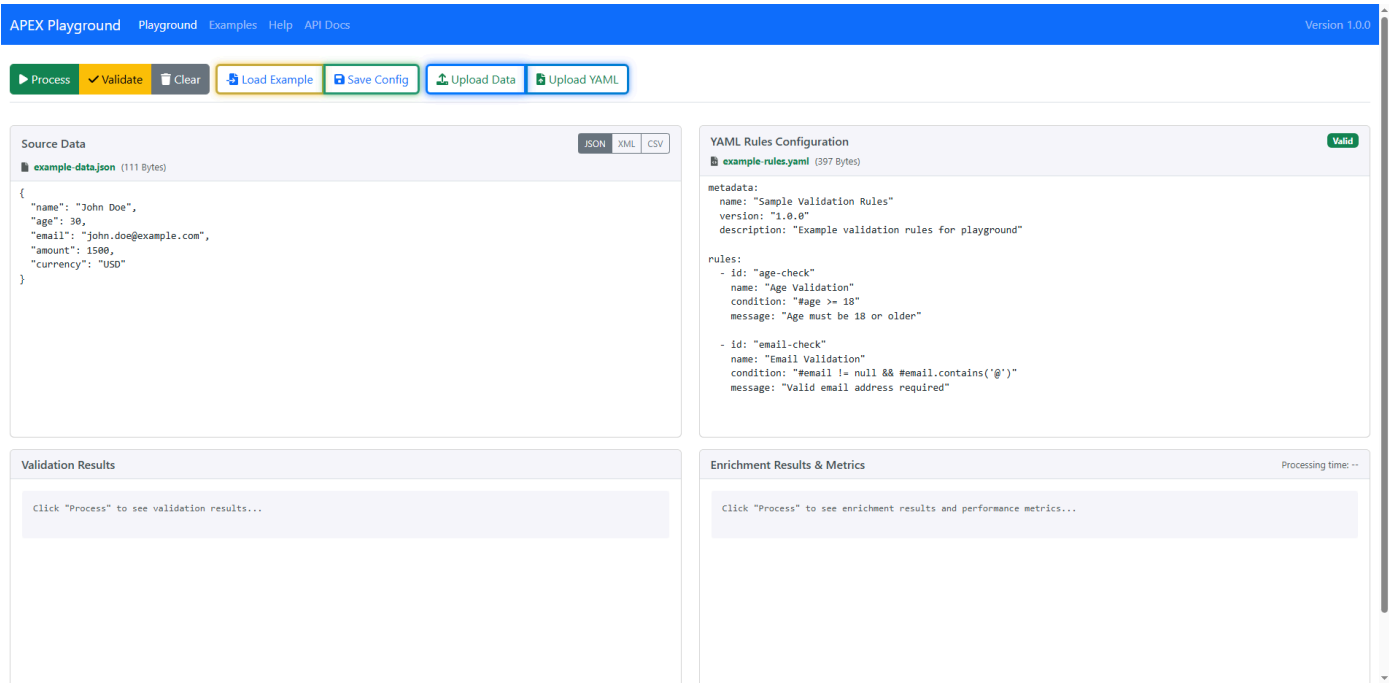 APEX Playground Playground Examples Help API Docs Version 1.0.0
Process Validate Clear Load Example Save Config Upload Data Upload YAML
Source Data JSON XML CSV
example-data.json (111 Bytes)
{
  "name": "John Doe",
  "age": 30,
  "email": "john.doe@example.com",
  "amount": 1500,
  "currency": "USD"
}
YAML Rules Configuration Valid
example-rules.yaml (397 Bytes)
metadata:
  name: "Sample Validation Rules"
  version: "1.0.0"
  description: "Example validation rules for playground"
rules:
  - id: "age-check"
    name: "Age Validation"
    condition: "#age >= 18"
    message: "Age must be 18 or older"
  - id: "email-check"
    name: "Email Validation"
    condition: "#email != null && #email.contains('@')"
    message: "Valid email address required"
Validation Results
Click "Process" to see validation results...
Enrichment Results & Metrics Processing time: --
Click "Process" to see enrichment results and performance metrics...